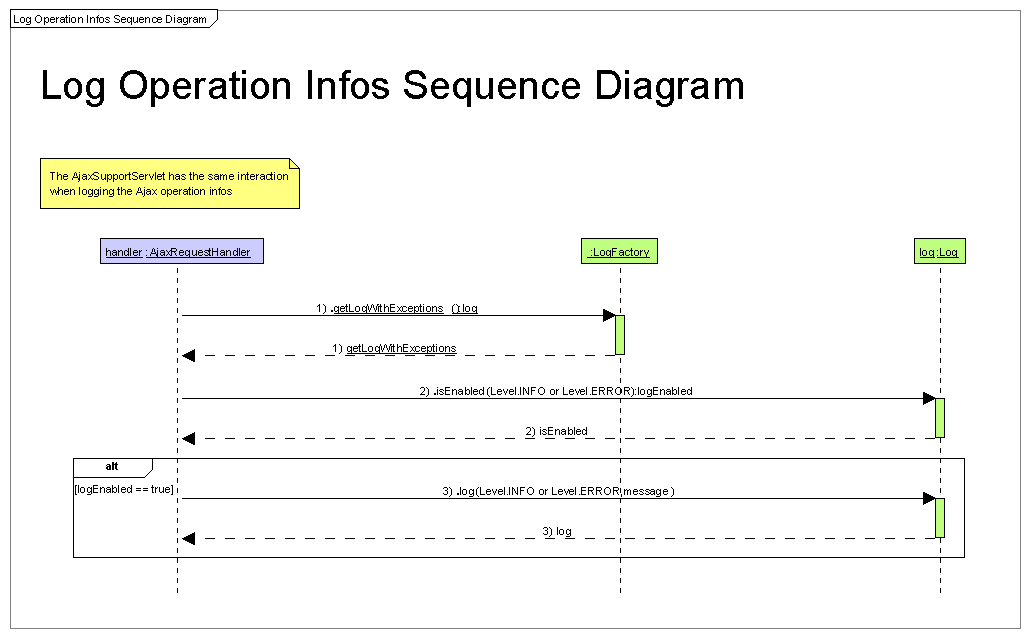 Log Operation Infos Sequence Diagram
Log Operation Infos Sequence Diagram
The AjaxSupportServlet has the same interaction
when logging the Ajax operation infos
handler :AjaxRequestHandler
:LogFactory
log:Log
1) .getLogWithExceptions ():log
1) getLogWithExceptions
2) .isEnabled(Level.INFO or Level.ERROR):logEnabled
2) isEnabled
alt
[logEnabled == true]
3) .log(Level.INFO or Level.ERROR,message )
3) log